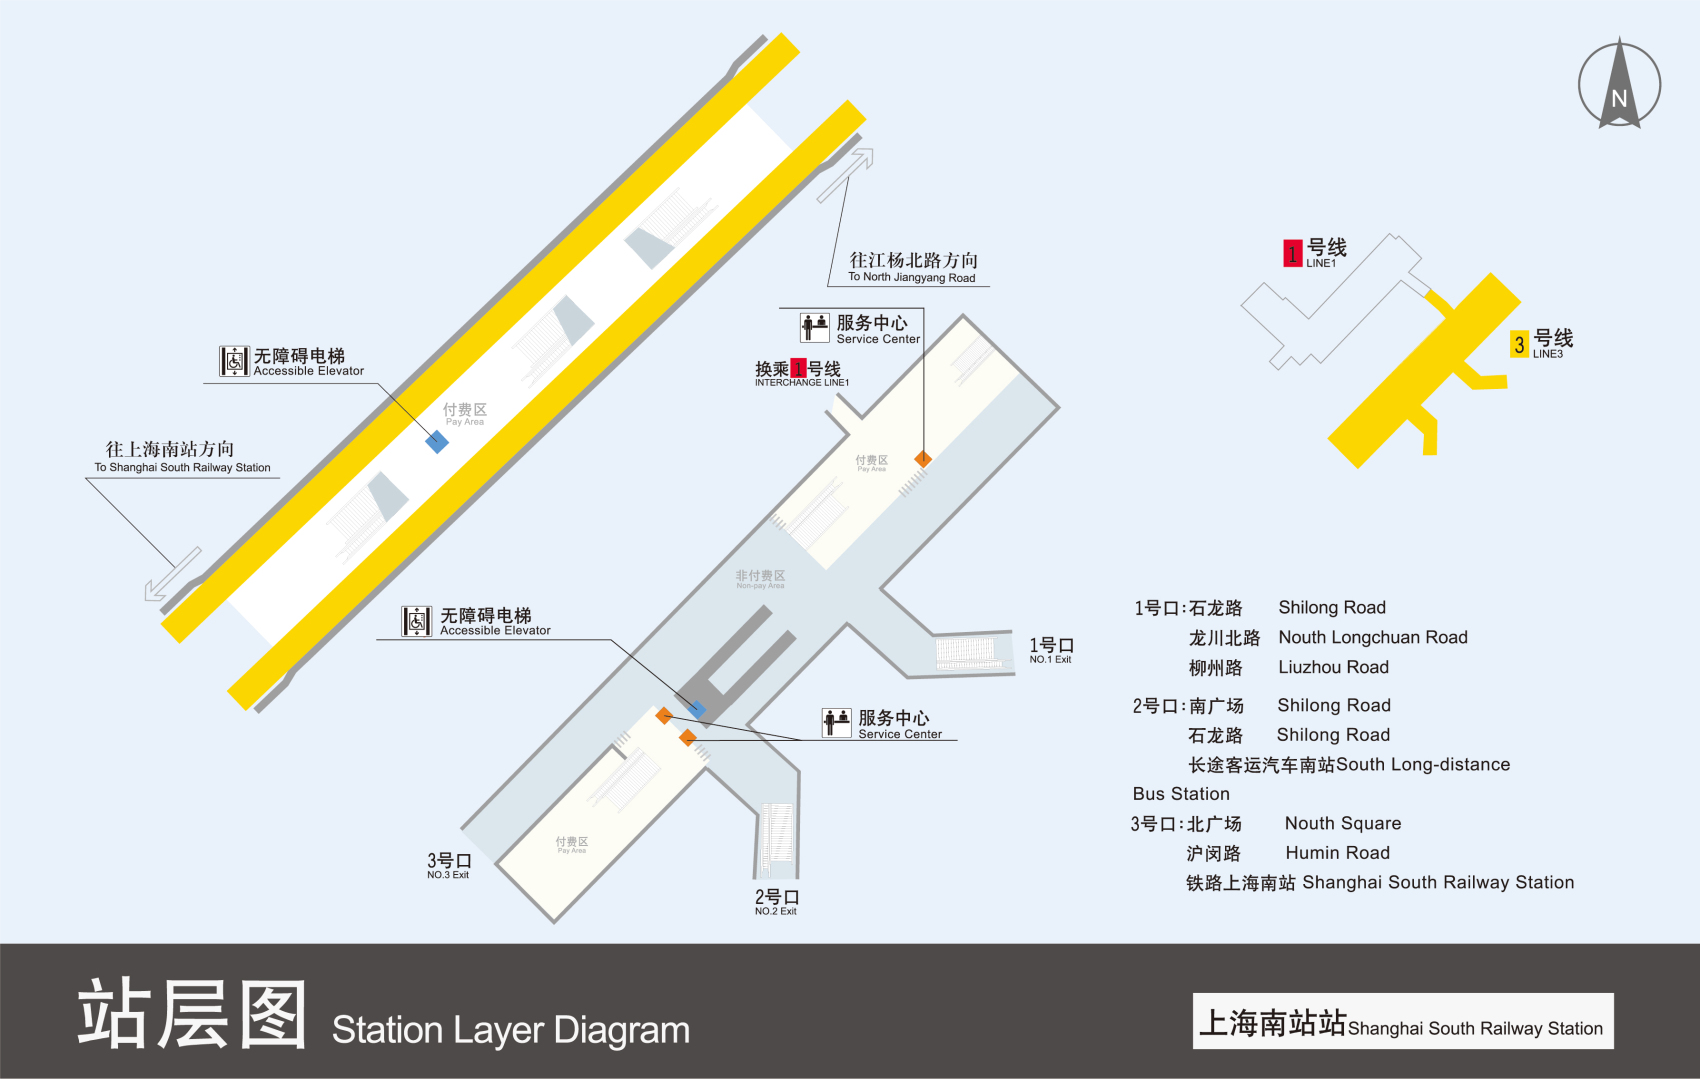 N
往江杨北路方向
To North Jiangyang Road
1 号线
LINE1
3 号线
LINE3
服务中心
Service Center
无障碍电梯
Accessible Elevator
换乘1号线
INTERCHANGE LINE1
付费区
Pay Area
往上海南站方向
To Shanghai South Railway Station
付费区
Pay Area
非付费区
Non-pay Area
无障碍电梯
Accessible Elevator
1号口
NO.1 Exit
服务中心
Service Center
付费区
Pay Area
3号口
NO.3 Exit
2号口
NO.2 Exit
1号口:石龙路 Shilong Road
龙川北路 Nouth Longchuan Road
柳州路 Liuzhou Road
2号口:南广场 Shilong Road
石龙路 Shilong Road
长途客运汽车南站South Long-distance
Bus Station
3号口:北广场 Nouth Square
沪闵路 Humin Road
铁路上海南站 Shanghai South Railway Station
站层图 Station Layer Diagram
上海南站站Shanghai South Railway Station